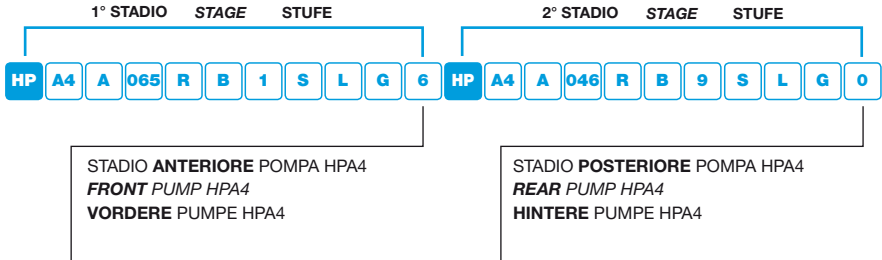 1° STADIO STAGE STUFE 2° STADIO STAGE STUFE
HP A4 A 065 R B 1 S L G 6 HP A4 A 046 R B 9 S L G 0
STADIO ANTERIORE POMPA HPA4
FRONT PUMP HPA4
VORDERE PUMPE HPA4
STADIO POSTERIORE POMPA HPA4
REAR PUMP HPA4
HINTERE PUMPE HPA4